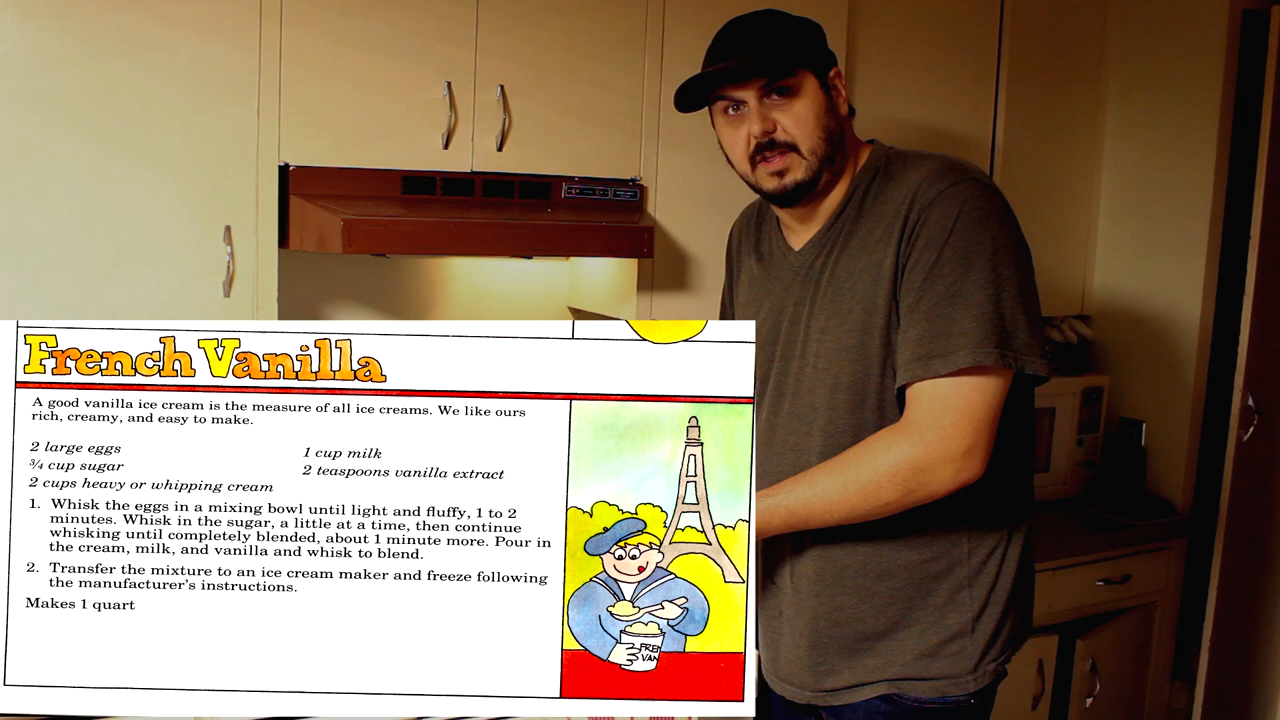 French Vanilla
A good vanilla ice cream is the measure of all ice creams. We like ours
rich, creamy, and easy to make.
2 large eggs
¾ cup sugar
2 cups heavy or whipping cream
1 cup milk
2 teaspoons vanilla extract
1. Whisk the eggs in a mixing bowl until light and fluffy, 1 to 2
minutes. Whisk in the sugar, a little at a time, then continue
whisking until completely blended, about 1 minute more. Pour in
the cream, milk, and vanilla and whisk to blend.
2. Transfer the mixture to an ice cream maker and freeze following
the manufacturer's instructions.
Makes 1 quart
FREN
VAN